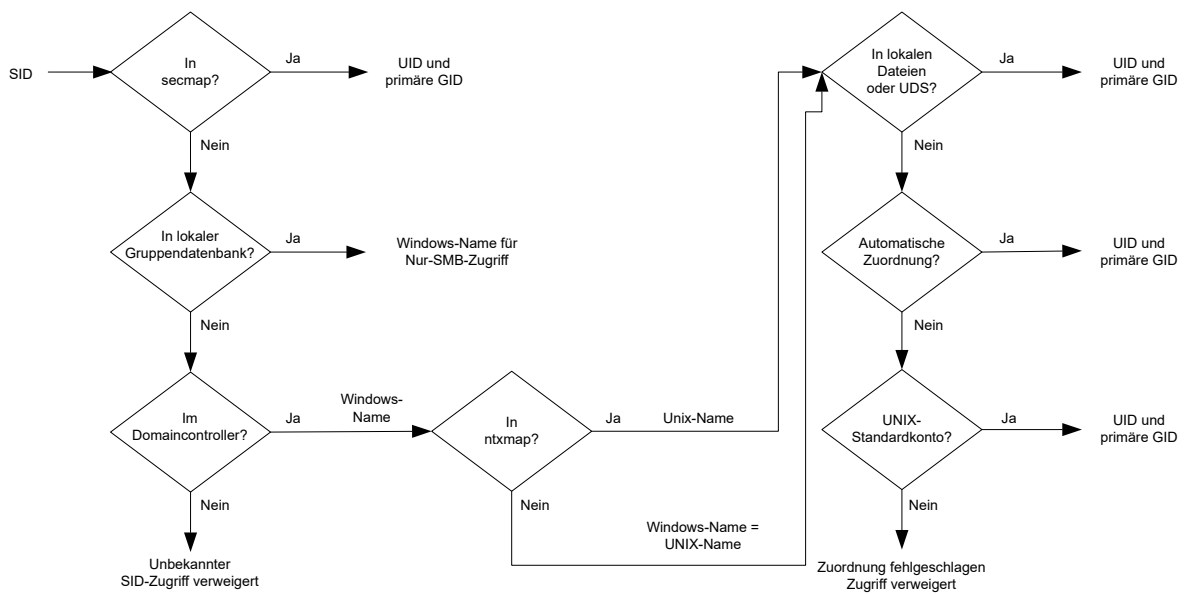 SID
In
secmap?
Ja
UID und
primäre GID
Nein
In lokaler
Gruppendatenbank?
Ja
Windows-Name für
Nur-SMB-Zugriff
Nein
Im
Domaincontroller?
Ja
Windows-
Name
Nein
Unbekannter
SID-Zugriff verweigert
In
ntxmap?
Ja
Unix-Name
Nein
Windows-Name =
UNIX-Name
In lokalen
Dateien
oder UDS?
Ja
UID und
primäre GID
Nein
Automatische
Zuordnung?
Ja
UID und
primäre GID
Nein
UNIX-
Standardkonto?
Ja
UID und
primäre GID
Nein
Zuordnung fehlgeschlagen
Zugriff verweigert